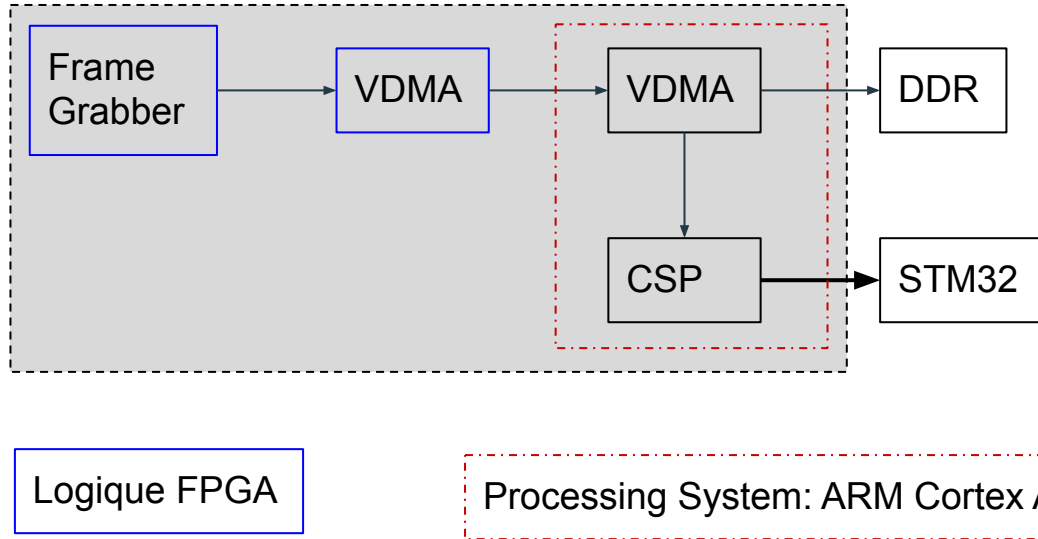 Frame
Grabber
VDMA
VDMA
DDR
CSP
STM32
Logique FPGA
Processing System: ARM Cortex